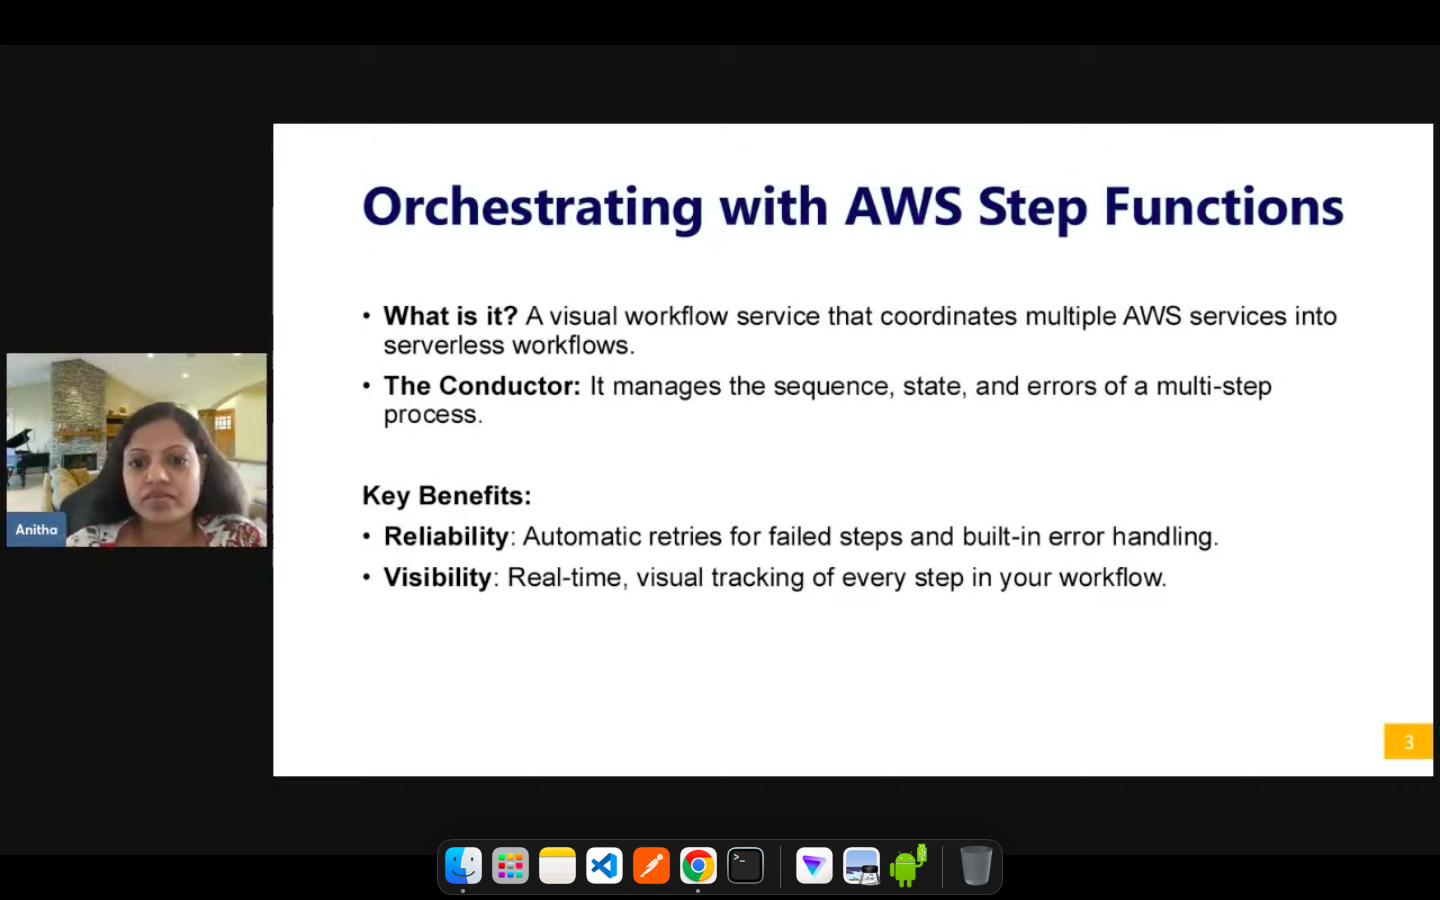 Orchestrating with AWS Step Functions
• What is it? A visual workflow service that coordinates multiple AWS services into
serverless workflows.
• The Conductor: It manages the sequence, state, and errors of a multi-step
process.
Key Benefits:
• Reliability: Automatic retries for failed steps and built-in error handling.
• Visibility: Real-time, visual tracking of every step in your workflow.
3
Anitha